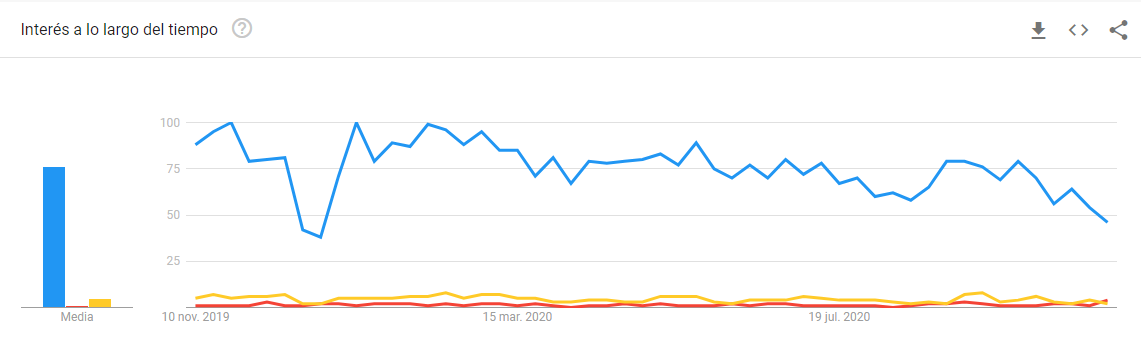 Interés a lo largo del tiempo
100
75
50
25
Media
10 nov. 2019
15 mar. 2020
19 jul. 2020